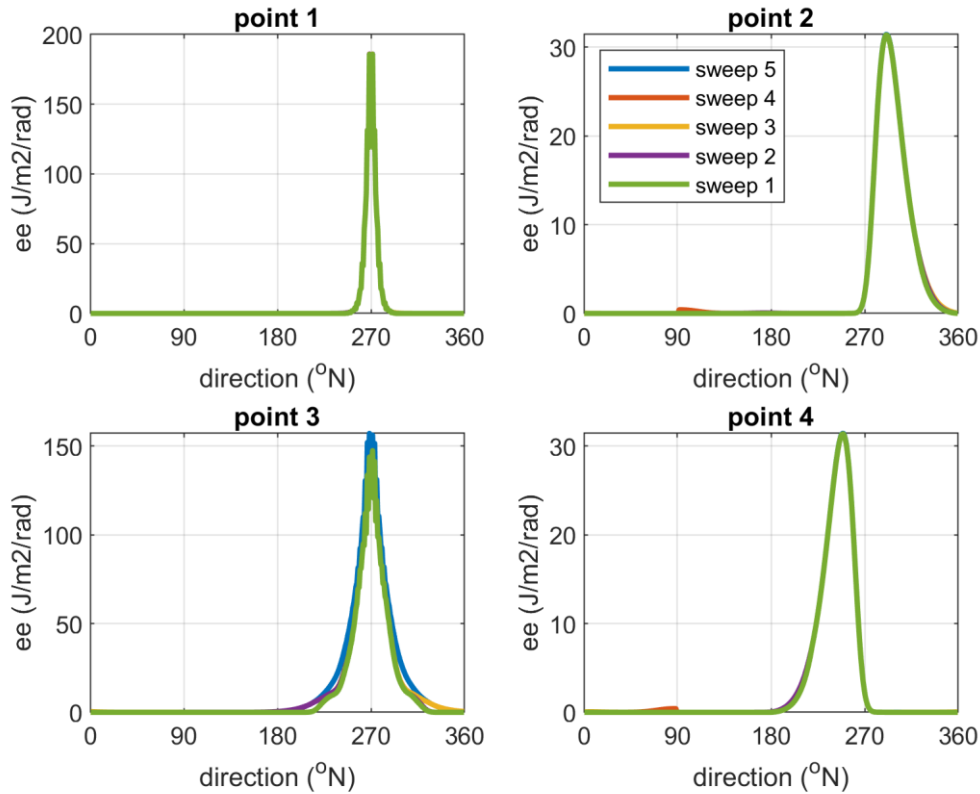 point 1
200
150
100
50
0
ee (J/m2/rad)
0 90 180 270 360
direction (°N)
point 2
30
20
10
0
ee (J/m2/rad)
sweep 5
sweep 4
sweep 3
sweep 2
sweep 1
0 90 180 270 360
direction (°N)
point 3
150
100
50
0
ee (J/m2/rad)
0 90 180 270 360
direction (°N)
point 4
30
20
10
0
ee (J/m2/rad)
0 90 180 270 360
direction (°N)